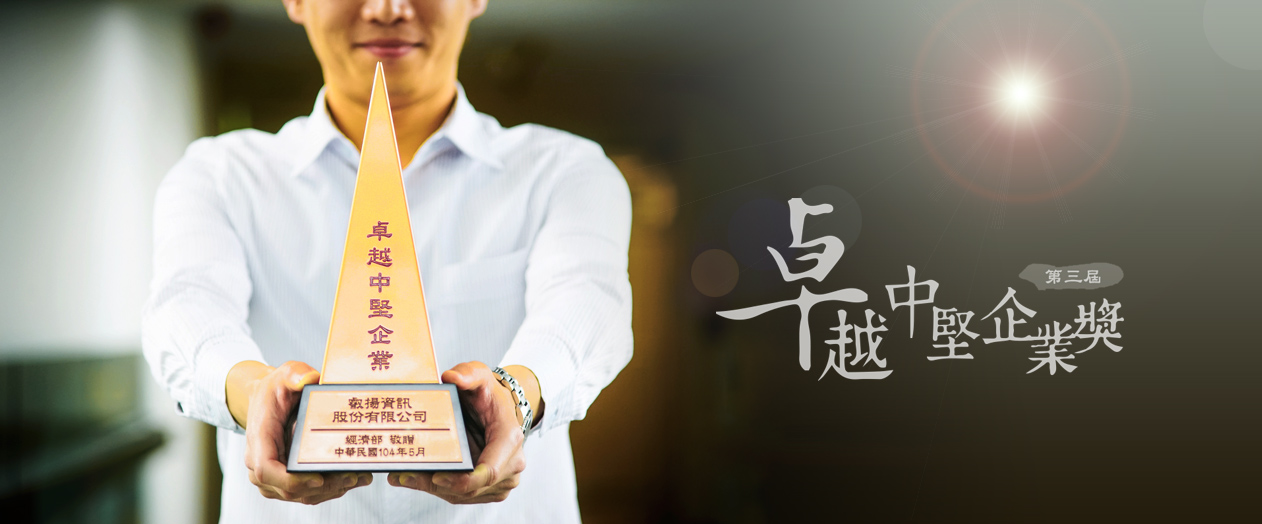 卓越中堅企業
叡揚資訊
股份有限公司
經濟部 敬贈
中華民國104年5月
第三屆
卓越中堅企業獎